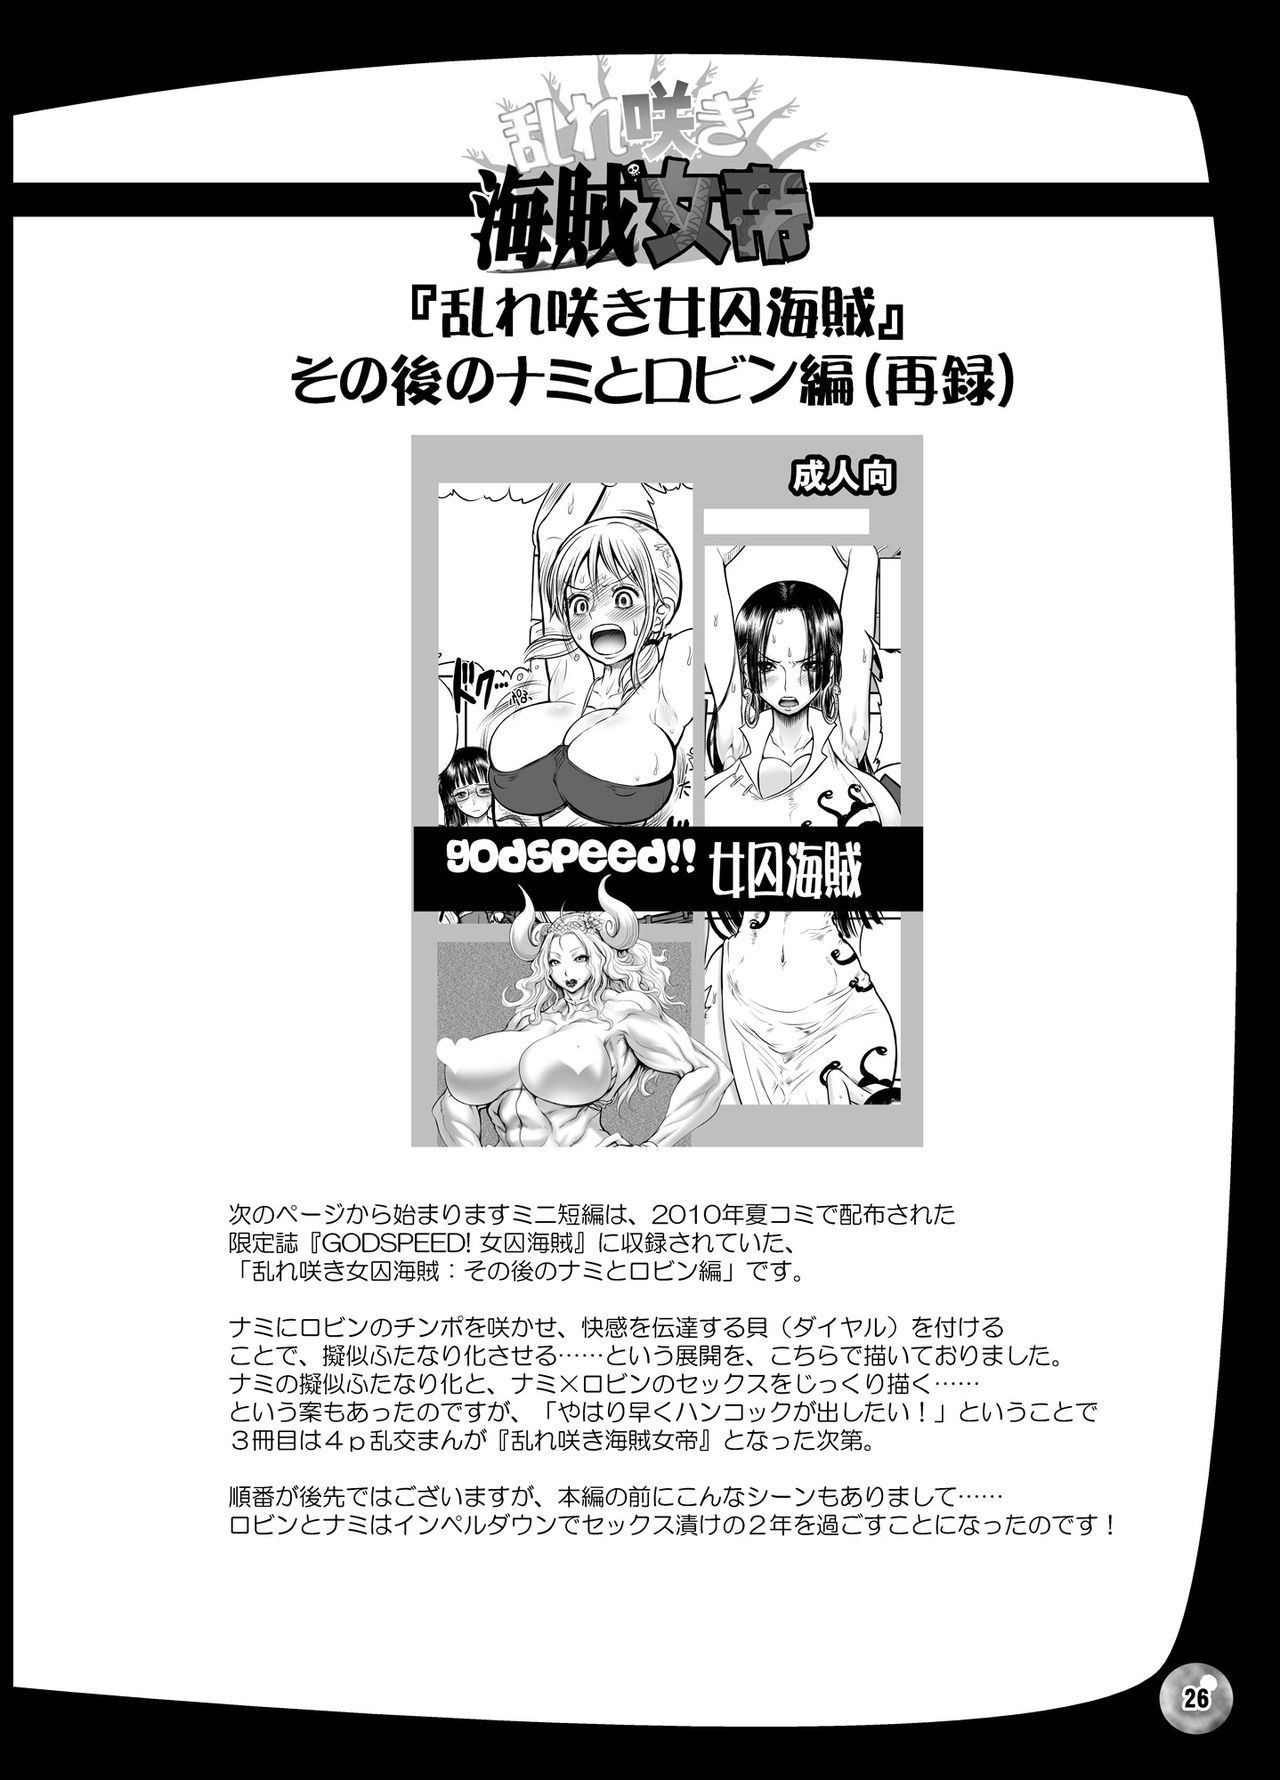 乱れ咲き
海賊女帝
『乱れ咲き女囚海賊』
その後のナミとロビン編(再録)
成人向
ドクッ…
godspeed!! 女囚海賊
次のページから始まりますミニ短編は、2010年夏コミで配布された
限定誌『GODSPEED! 女囚海賊』に収録されていた、
「乱れ咲き女囚海賊：その後のナミとロビン編」です。
ナミにロビンのチンポを咲かせ、快感を伝達する貝（ダイヤル）を付ける
ことで、擬似ふたなり化させる……という展開を、こちらで描いておりました。
ナミの擬似ふたなり化と、ナミ×ロビンのセックスをじっくり描く……
という案もあったのですが、「やはり早くハンコックが出したい！」ということで
３冊目は４ｐ乱交まんが『乱れ咲き海賊女帝』となった次第。
順番が後先ではございますが、本編の前にこんなシーンもありまして……
ロビンとナミはインペルダウンでセックス漬けの２年を過ごすことになったのです！
26